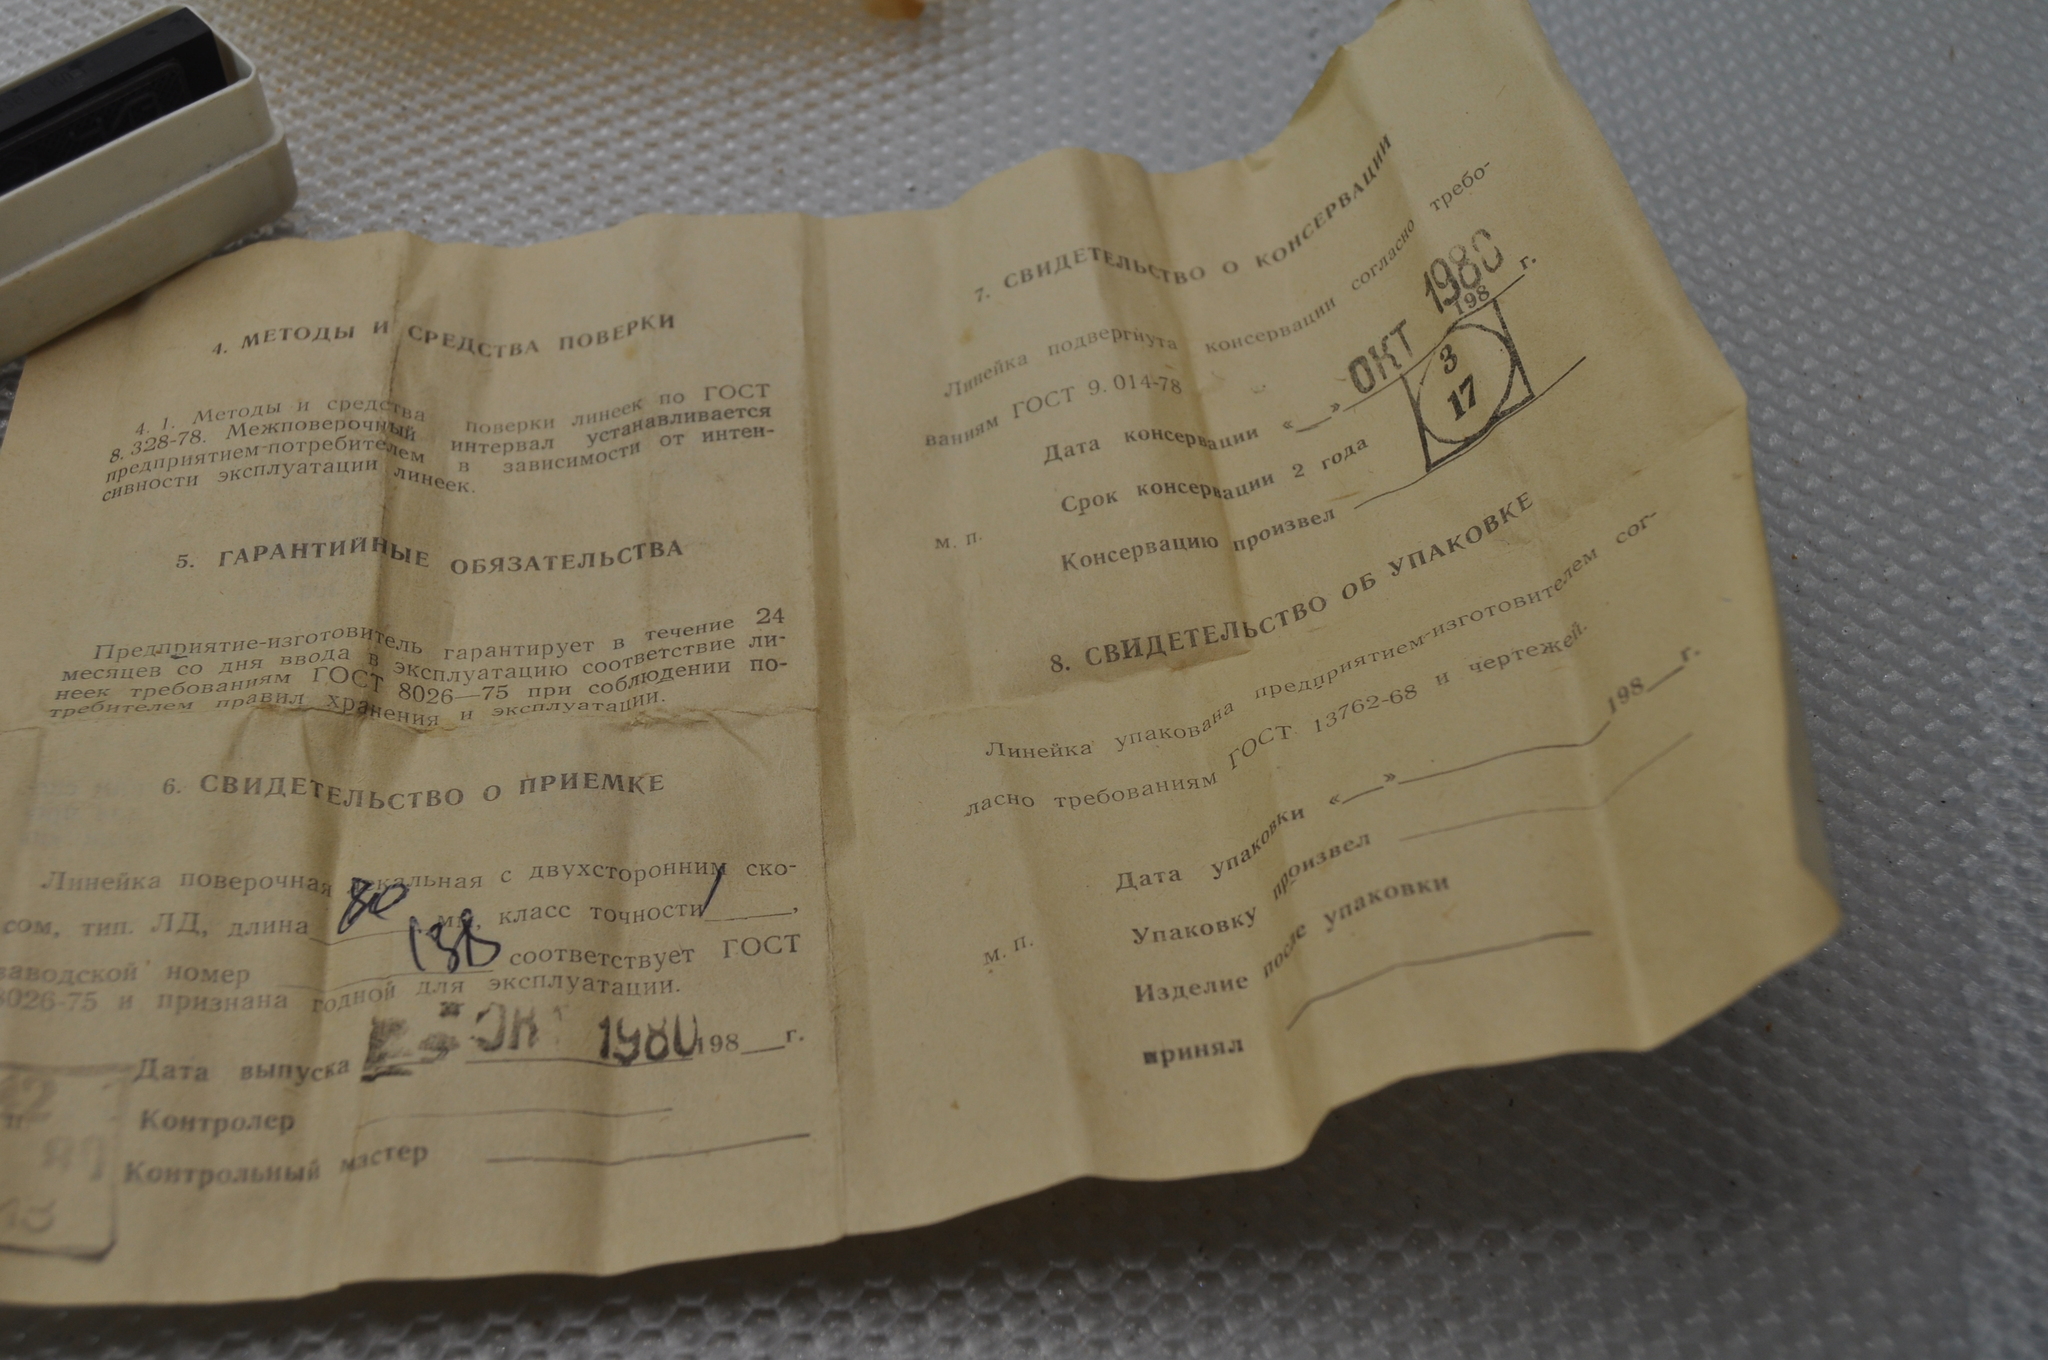 4. МЕТОДЫ И СРЕДСТВА ПОВЕРКИ
4. 1. Методы и средства поверки линеек по ГОСТ
8. 328-78. Межповерочный интервал устанавливается
предприятием-потребителем в зависимости от интен-
сивности эксплуатации линеек.
5. ГАРАНТИЙНЫЕ ОБЯЗАТЕЛЬСТВА
Предприятие-изготовитель гарантирует в течение 24
месяцев со дня ввода в эксплуатацию соответствие ли-
неек требованиям ГОСТ 8026—75 при соблюдении по-
требителем правил хранения и эксплуатации.
6. СВИДЕТЕЛЬСТВО О ПРИЕМКЕ
Линейка поверочная лекальная с двухсторонним ско-
сом, тип. ЛД, длина 80 мм, класс точности 1,
заводской номер соответствует ГОСТ
8026-75 и признана годной для эксплуатации.
Дата выпуска ОКТ 1980 198 г.
Контролер
Контрольный мастер
7. СВИДЕТЕЛЬСТВО О КОНСЕРВАЦИИ
Линейка подвергнута консервации согласно требо-
ваниям ГОСТ 9. 014-78
Дата консервации « » ОКТ 1980 198 г.
Срок консервации 2 года
3
17
м. п. Консервацию произвел
8. СВИДЕТЕЛЬСТВО ОБ УПАКОВКЕ
Линейка упакована предприятием-изготовителем сог-
ласно требованиям ГОСТ 13762-68 и чертежей.
Дата упаковки « » 198 г.
Упаковку произвел
м. п. Изделие после упаковки
принял